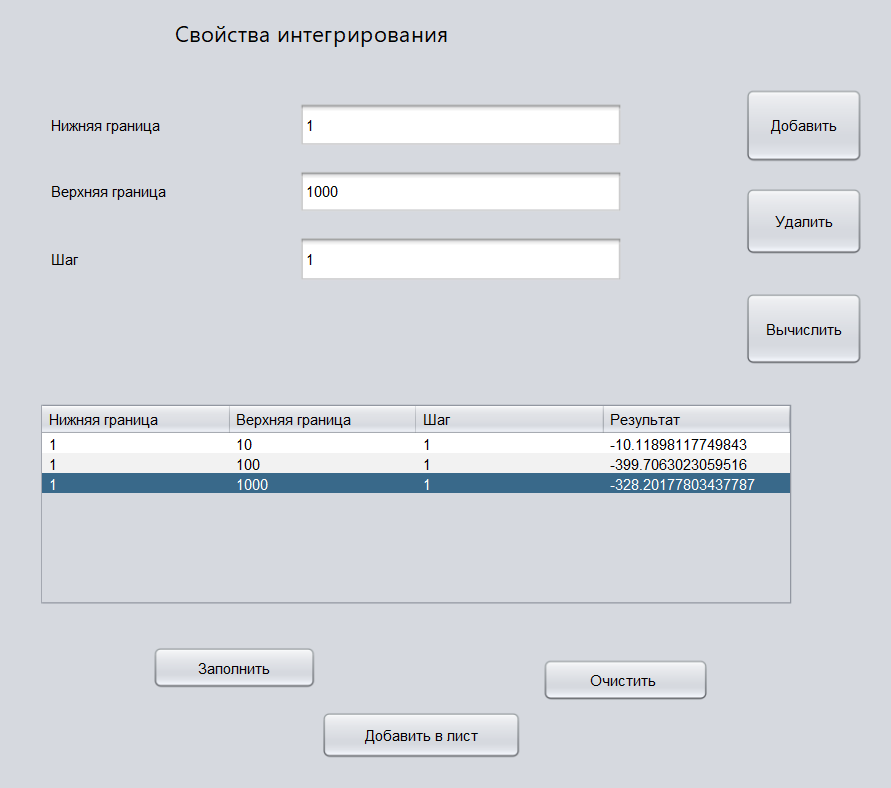 Свойства интегрирования
Нижняя граница 1 Добавить
Верхняя граница 1000 Удалить
Шаг 1
Вычислить
Нижняя граница Верхняя граница Шаг Результат
1 10 1 -10.11898117749843
1 100 1 -399.7063023059516
1 1000 1 -328.20177803437787
Заполнить
Очистить
Добавить в лист